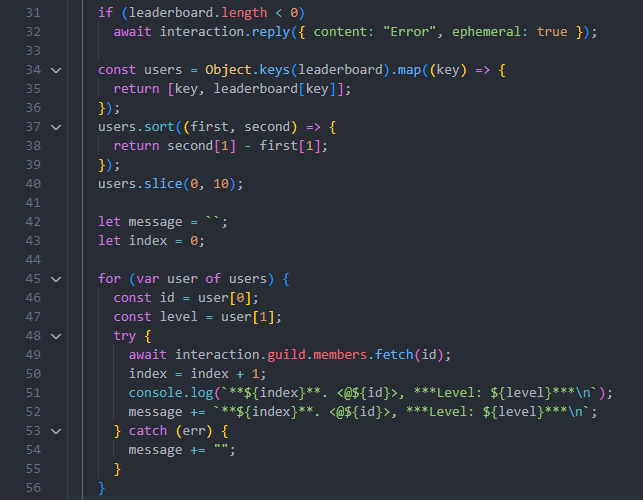 31 if (leaderboard.length < 0)
32 await interaction.reply({ content: "Error", ephemeral: true });
33
34 const users = Object.keys(leaderboard).map((key) => {
35 return [key, leaderboard[key]];
36 });
37 users.sort((first, second) => {
38 return second[1] - first[1];
39 });
40 users.slice(0, 10);
41
42 let message = ``;
43 let index = 0;
44
45 for (var user of users) {
46 const id = user[0];
47 const level = user[1];
48 try {
49 await interaction.guild.members.fetch(id);
50 index = index + 1;
51 console.log(`**${index}**. <@${id}>, ***Level: ${level}***\n`);
52 message += `**${index}**. <@${id}>, ***Level: ${level}***\n`;
53 } catch (err) {
54 message += "";
55 }
56 }